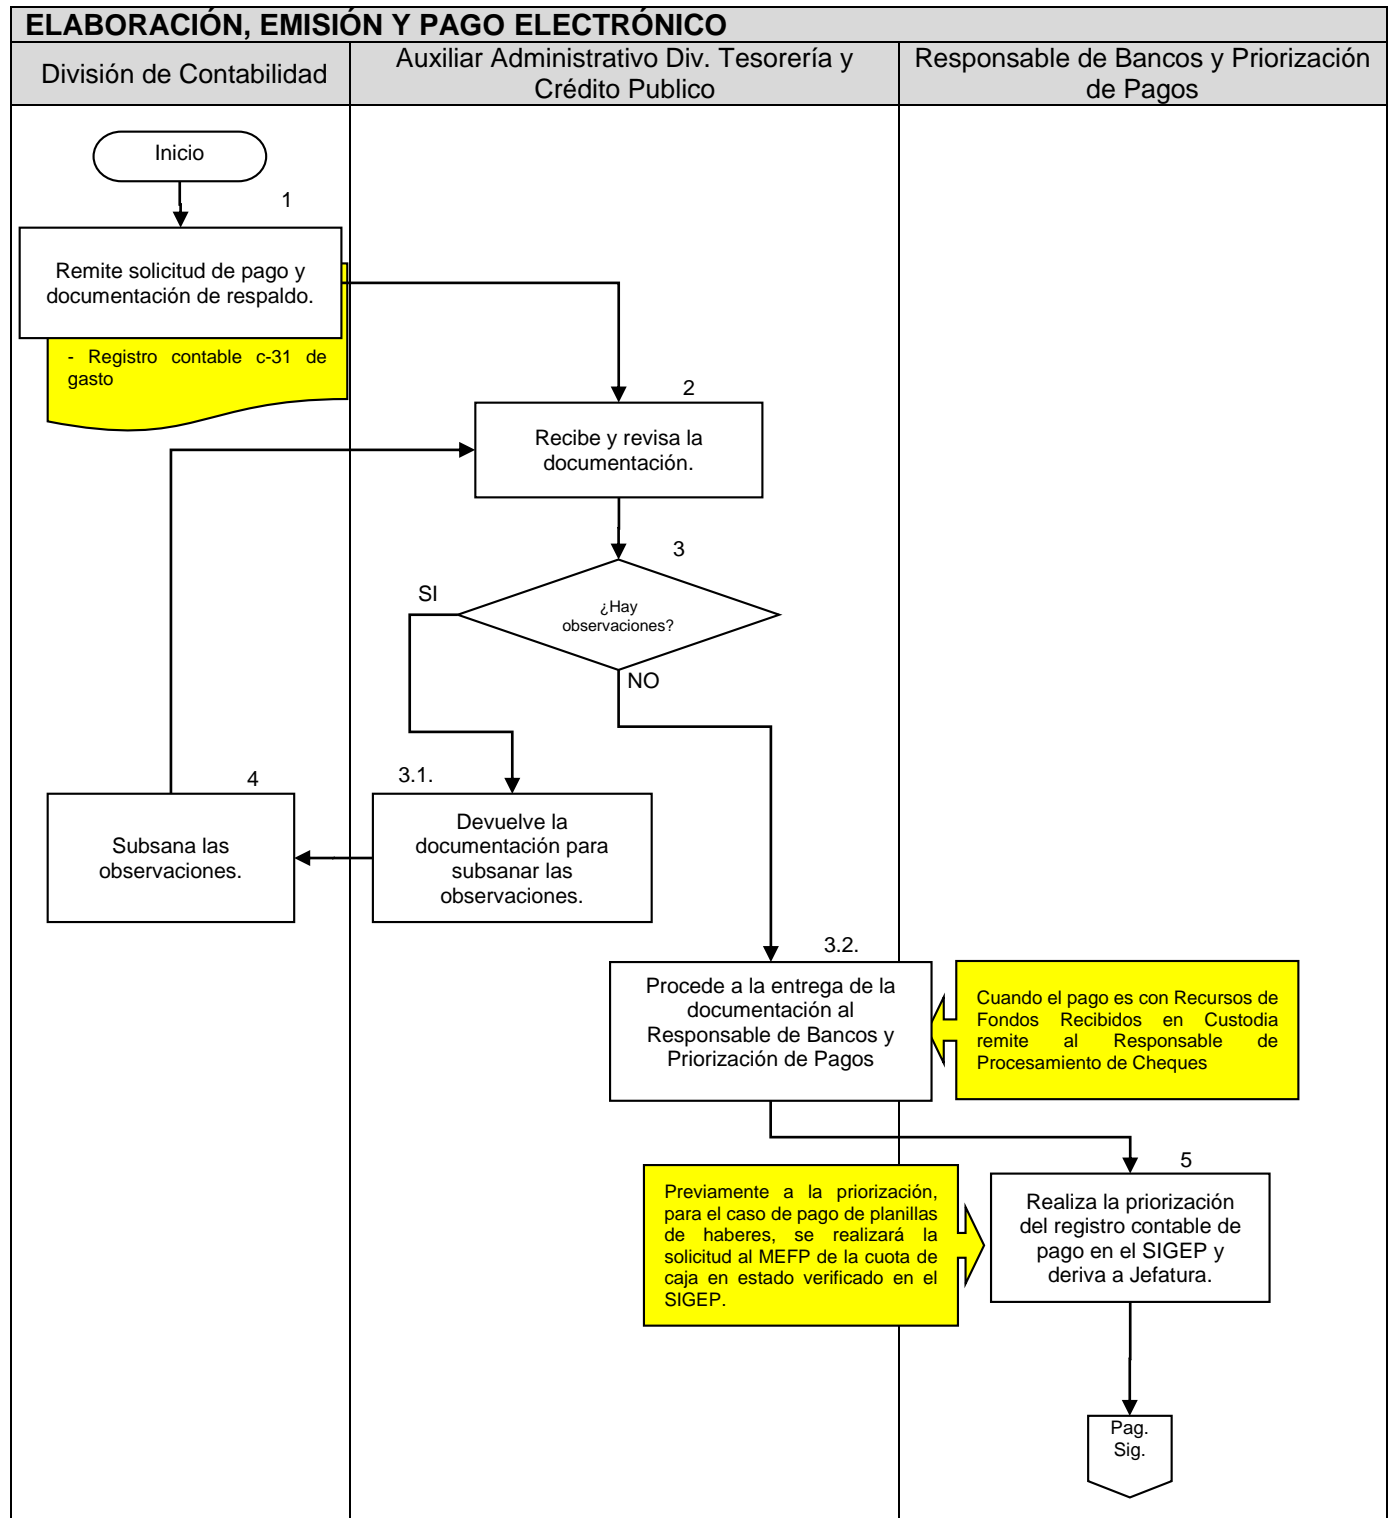 ELABORACIÓN, EMISIÓN Y PAGO ELECTRÓNICO
División de Contabilidad
Auxiliar Administrativo Div. Tesorería y
Crédito Publico
Responsable de Bancos y Priorización
de Pagos
Inicio
1
Remite solicitud de pago y
documentación de respaldo.
- Registro contable c-31 de
gasto
2
Recibe y revisa la
documentación.
3
SI
¿Hay
observaciones?
NO
4
3.1.
Subsana las
observaciones.
Devuelve la
documentación para
subsanar las
observaciones.
3.2.
Procede a la entrega de la
documentación al
Responsable de Bancos y
Priorización de Pagos
Cuando el pago es con Recursos de
Fondos Recibidos en Custodia
remite al Responsable de
Procesamiento de Cheques
5
Previamente a la priorización,
para el caso de pago de planillas
de haberes, se realizará la
solicitud al MEFP de la cuota de
caja en estado verificado en el
SIGEP.
Realiza la priorización
del registro contable de
pago en el SIGEP y
deriva a Jefatura.
Pag.
Sig.